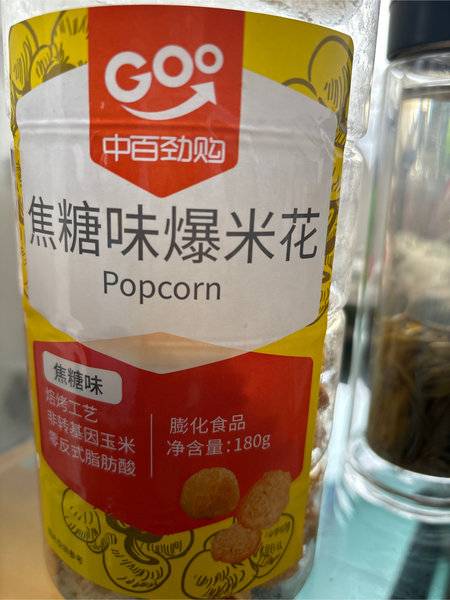 Goo
中百劲购
焦糖味爆米花
Popcorn
焦糖味
焙烤工艺
非转基因玉米
零反式脂肪酸
膨化食品
净含量:180g